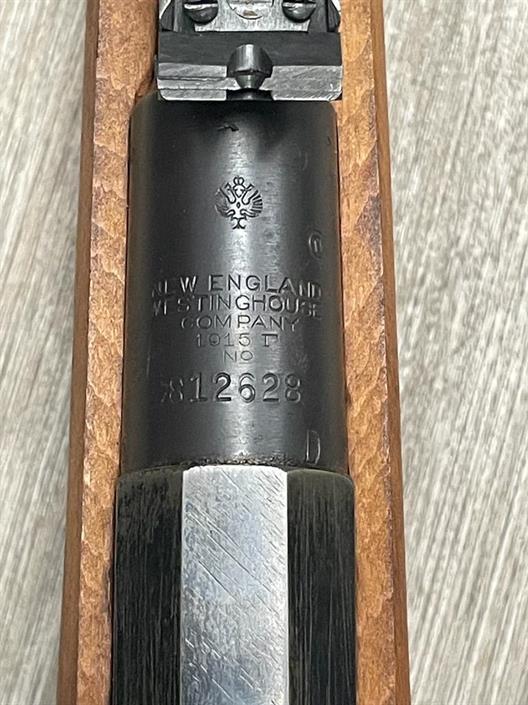 NEW ENGLAND
WESTINGHOUSE
COMPANY
1915 Г
No
812628
D